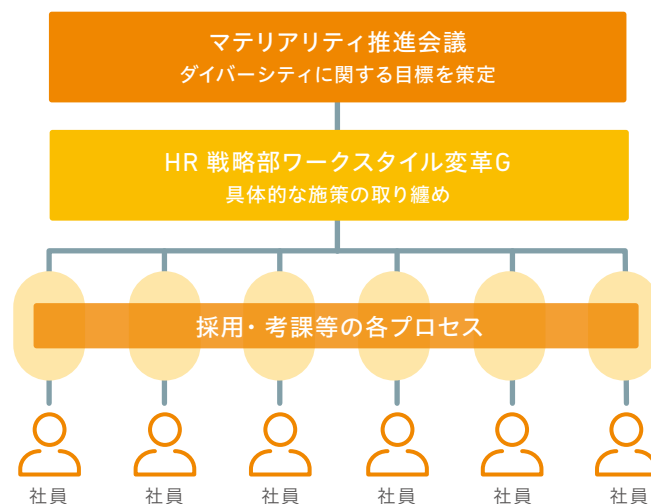 マテリアリティ推進会議
ダイバーシティに関する目標を策定
HR 戦略部ワークスタイル変革G
具体的な施策の取り纏め
採用・考課等の各プロセス
社員 社員 社員 社員 社員 社員